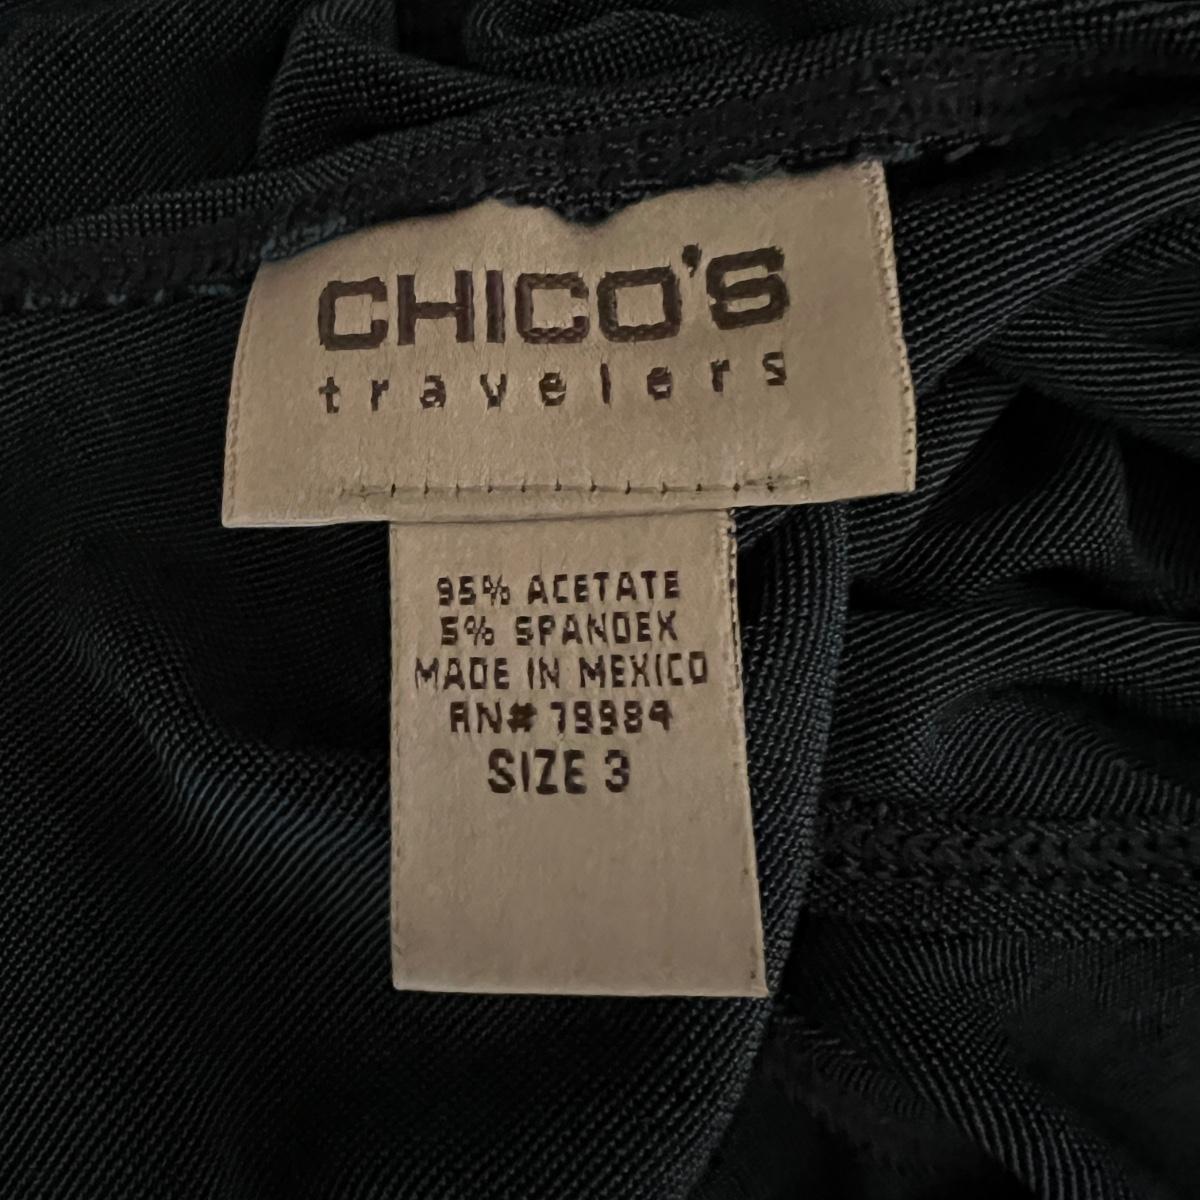 CHICO'S
travelers
95% ACETATE
5% SPANDEX
MADE IN MEXICO
RN# 79984
SIZE 3